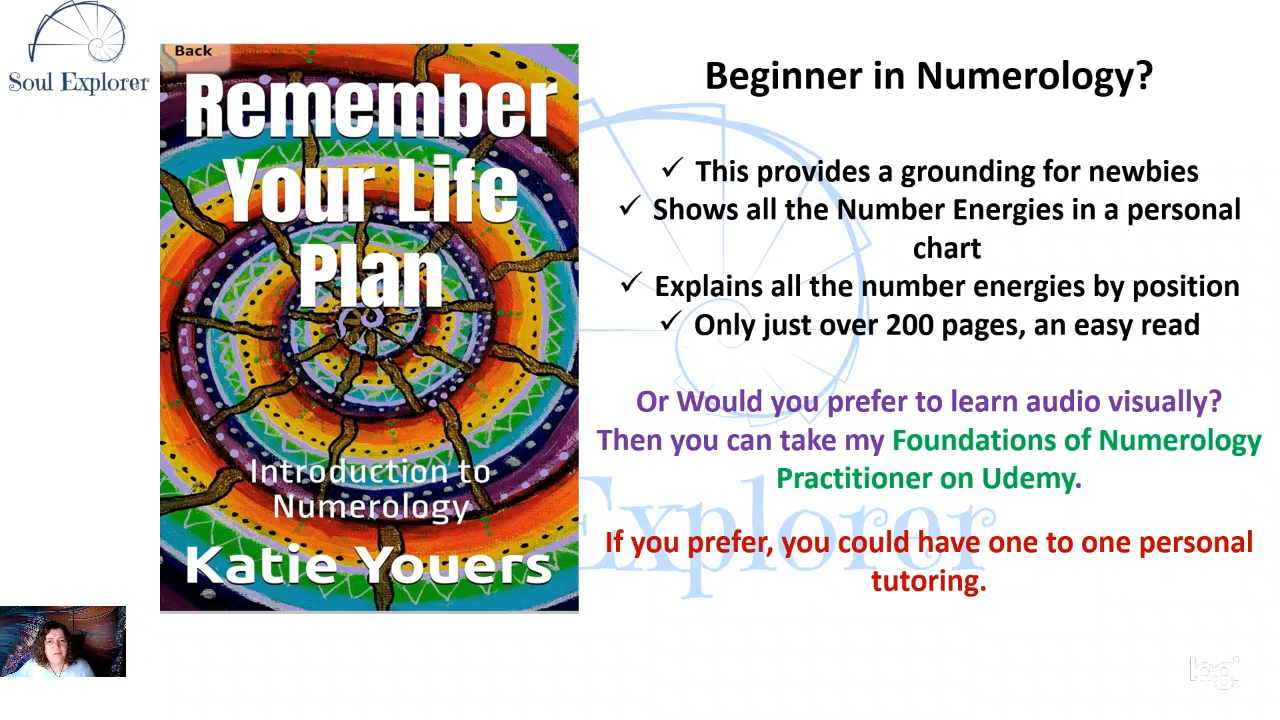 Soul Explorer
Back
Remember
Your Life
Plan
Introduction to
Numerology
Katie Youers
Beginner in Numerology?
✓ This provides a grounding for newbies
✓ Shows all the Number Energies in a personal
chart
✓ Explains all the number energies by position
✓ Only just over 200 pages, an easy read
Or Would you prefer to learn audio visually?
Then you can take my Foundations of Numerology
Practitioner on Udemy.
Explorer
If you prefer, you could have one to one personal
tutoring.